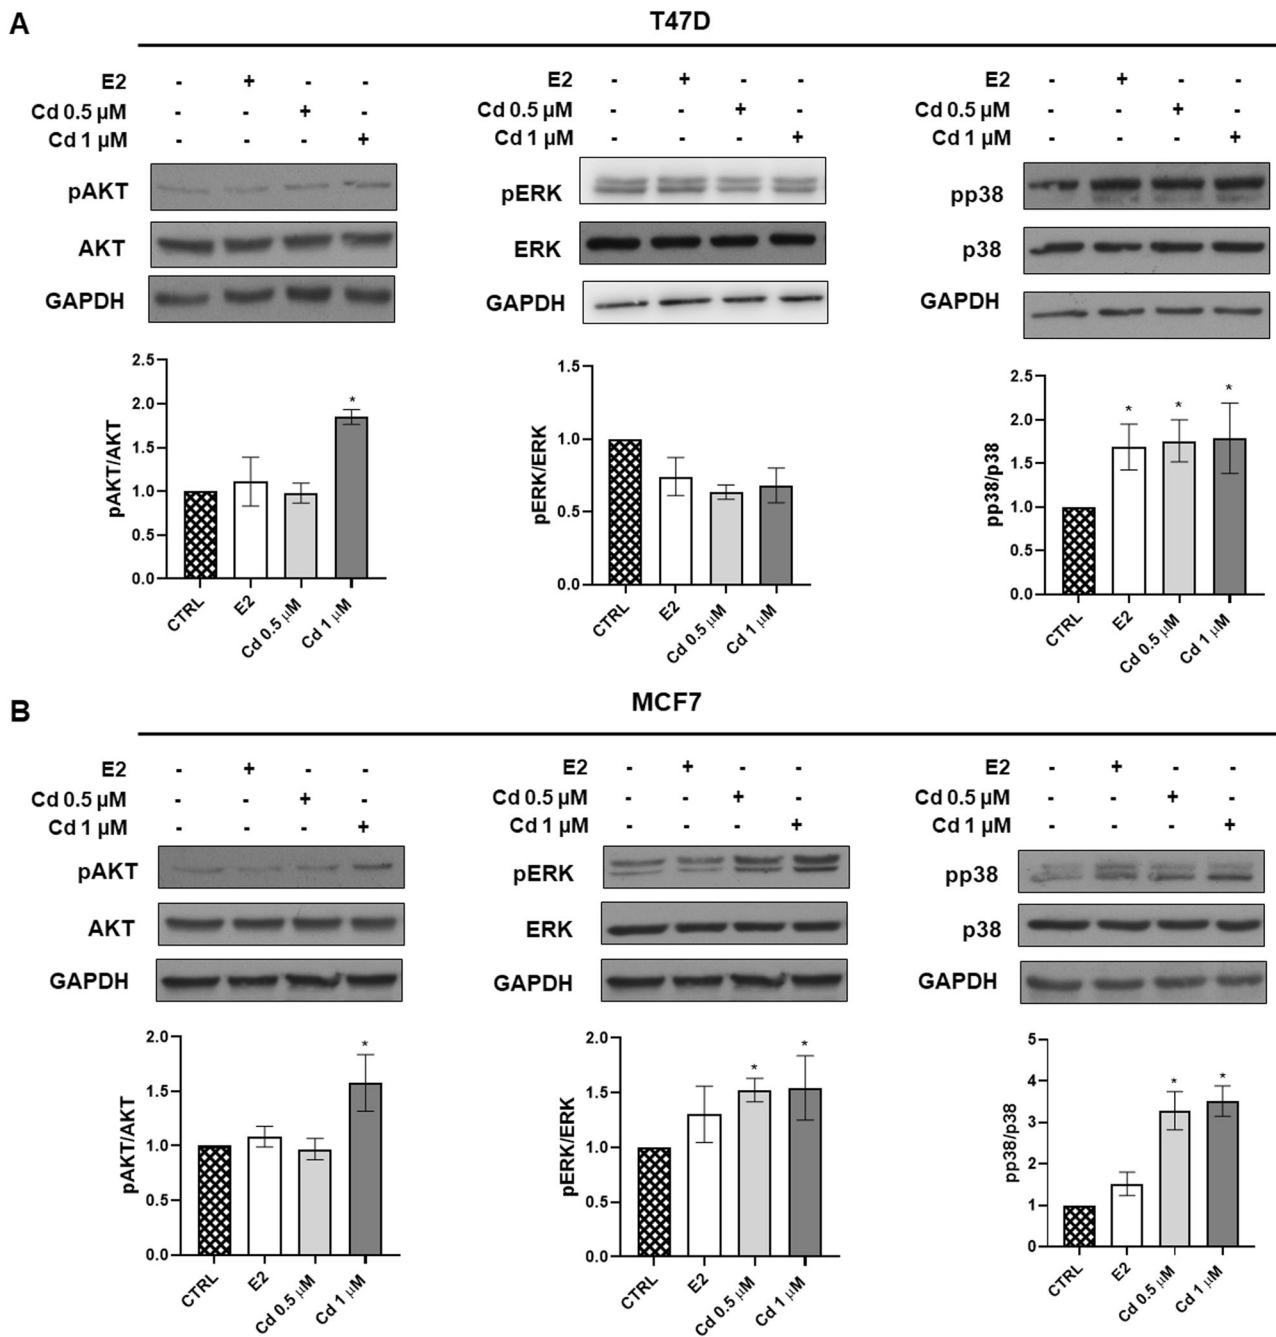 A
T47D
E2 - + - -
Cd 0.5 µM - - + -
Cd 1 µM - - - +
pAKT
AKT
GAPDH
E2 - + - -
Cd 0.5 µM - - + -
Cd 1 µM - - - +
pERK
ERK
GAPDH
E2 - + - -
Cd 0.5 µM - - + -
Cd 1 µM - - - +
pp38
p38
GAPDH
pAKT/AKT
2.5
2.0
1.5
1.0
0.5
0.0
*
CTRL
E2
Cd 0.5 µM
Cd 1 µM
pERK/ERK
1.5
1.0
0.5
0.0
CTRL
E2
Cd 0.5 µM
Cd 1 µM
pp38/p38
2.5
2.0
1.5
1.0
0.5
0.0
* * *
CTRL
E2
Cd 0.5 µM
Cd 1 µM
B
MCF7
E2 - + - -
Cd 0.5 µM - - + -
Cd 1 µM - - - +
pAKT
AKT
GAPDH
E2 - + - -
Cd 0.5 µM - - + -
Cd 1 µM - - - +
pERK
ERK
GAPDH
E2 - + - -
Cd 0.5 µM - - + -
Cd 1 µM - - - +
pp38
p38
GAPDH
pAKT/AKT
2.0
1.5
1.0
0.5
0.0
*
CTRL
E2
Cd 0.5 µM
Cd 1 µM
pERK/ERK
2.0
1.5
1.0
0.5
0.0
* *
CTRL
E2
Cd 0.5 µM
Cd 1 µM
pp38/p38
5
4
3
2
1
0
* *
CTRL
E2
Cd 0.5 µM
Cd 1 µM